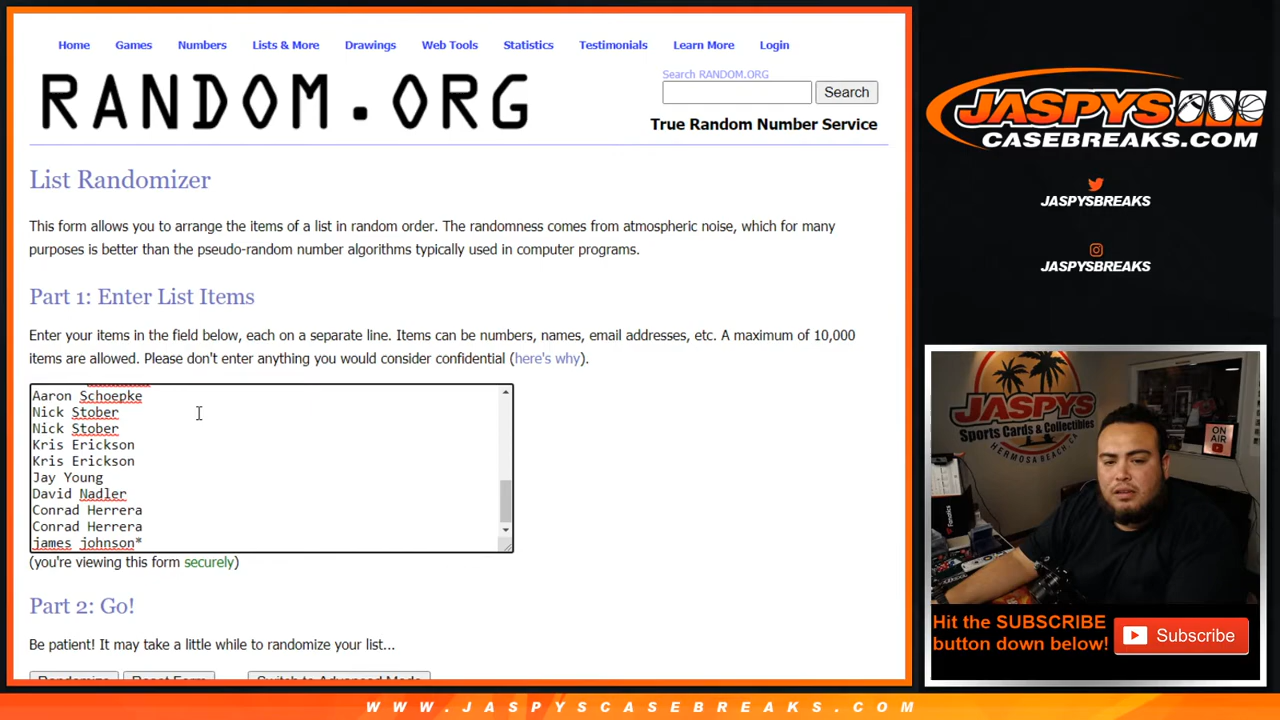 Home Games Numbers Lists & More Drawings Web Tools Statistics Testimonials Learn More Login
RANDOM.ORG
Search RANDOM.ORG
Search
True Random Number Service
List Randomizer
This form allows you to arrange the items of a list in random order. The randomness comes from atmospheric noise, which for many
purposes is better than the pseudo-random number algorithms typically used in computer programs.
Part 1: Enter List Items
Enter your items in the field below, each on a separate line. Items can be numbers, names, email addresses, etc. A maximum of 10,000
items are allowed. Please don't enter anything you would consider confidential (here's why).
Aaron Schoepke
Nick Stober
Nick Stober
Kris Erickson
Kris Erickson
Jay Young
David Nadler
Conrad Herrera
Conrad Herrera
james johnson*
(you're viewing this form securely)
Part 2: Go!
Be patient! It may take a little while to randomize your list...
Randomize Reset Form Switch to Advanced Mode
JASPYS
CASEBREAKS.COM
JASPYSBREAKS
JASPYSBREAKS
JASPYS
Sports Cards & Collectibles
HERMOSA BEACH CA
ON
AIR
Fanatics
Hit the SUBSCRIBE
button down below!
Subscribe
WWW.JASPYSCASEBREAKS.COM